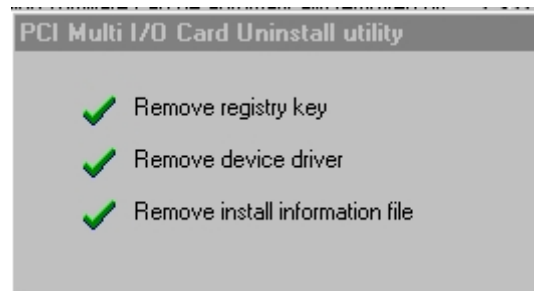 PCI Multi I/O Card Uninstall utility
Remove registry key
Remove device driver
Remove install information file